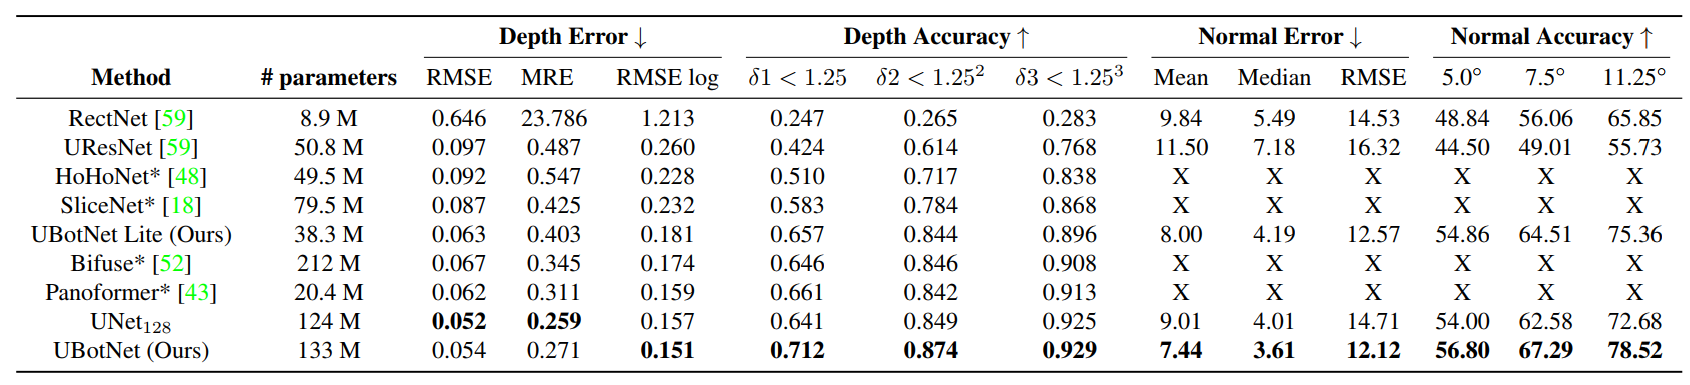 Depth Error ↓ Depth Accuracy ↑ Normal Error ↓ Normal Accuracy ↑
Method # parameters RMSE MRE RMSE log δ1 < 1.25 δ2 < 1.25² δ3 < 1.25³ Mean Median RMSE 5.0° 7.5° 11.25°
RectNet [59] 8.9 M 0.646 23.786 1.213 0.247 0.265 0.283 9.84 5.49 14.53 48.84 56.06 65.85
UResNet [59] 50.8 M 0.097 0.487 0.260 0.424 0.614 0.768 11.50 7.18 16.32 44.50 49.01 55.73
HoHoNet* [48] 49.5 M 0.092 0.547 0.228 0.510 0.717 0.838 X X X X X X
SliceNet* [18] 79.5 M 0.087 0.425 0.232 0.583 0.784 0.868 X X X X X X
UBotNet Lite (Ours) 38.3 M 0.063 0.403 0.181 0.657 0.844 0.896 8.00 4.19 12.57 54.86 64.51 75.36
Bifuse* [52] 212 M 0.067 0.345 0.174 0.646 0.846 0.908 X X X X X X
Panoformer* [43] 20.4 M 0.062 0.311 0.159 0.661 0.842 0.913 X X X X X X
UNet₁₂₈ 124 M 0.052 0.259 0.157 0.641 0.849 0.925 9.01 4.01 14.71 54.00 62.58 72.68
UBotNet (Ours) 133 M 0.054 0.271 0.151 0.712 0.874 0.929 7.44 3.61 12.12 56.80 67.29 78.52